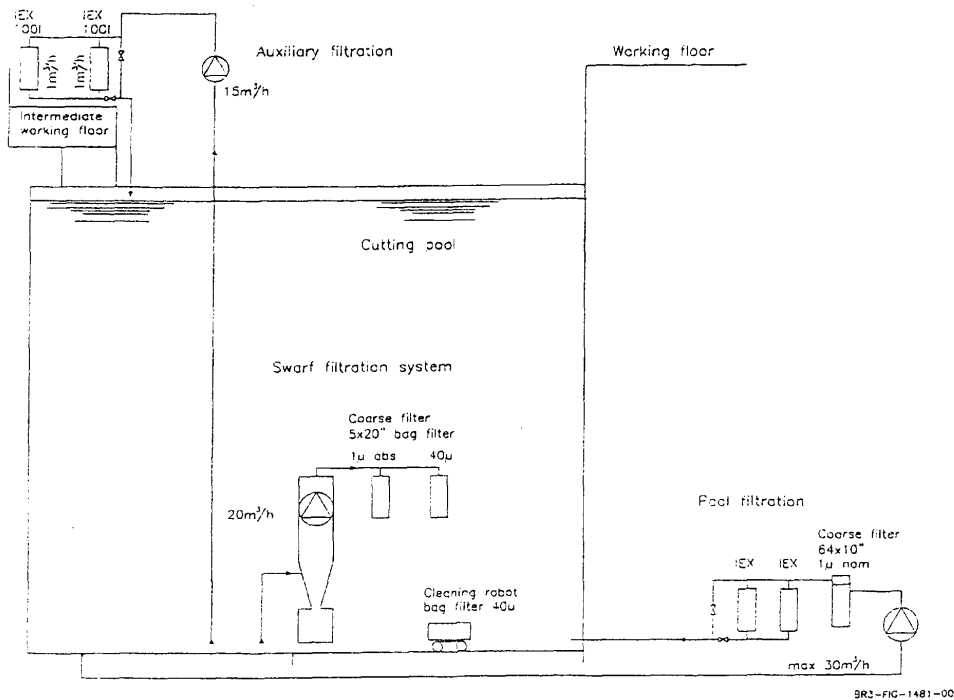 IEX
100l
IEX
100l
1m³/h
1m³/h
Auxiliary filtration
15m³/h
Working floor
Intermediate
working floor
Cutting pool
Swarf filtration system
Coarse filter
5x20" bag filter
1µ abs
40µ
20m³/h
Cleaning robot
bag filter 40µ
Pool filtration
Coarse filter
64x10"
1µ nom
IEX
IEX
max 30m³/h
BR3-FIG-1481-00